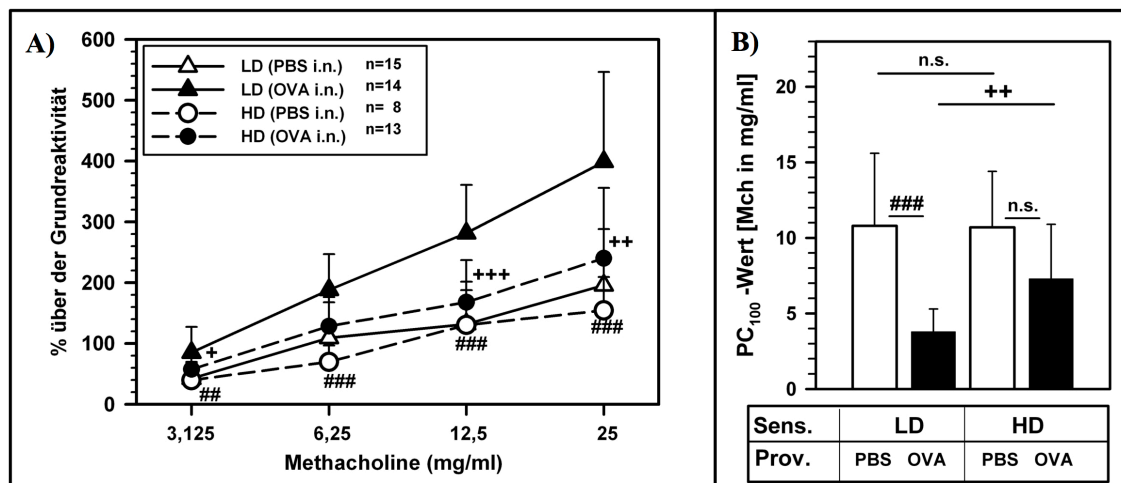 A)
% über der Grundreaktivität
600
500
400
300
200
100
0
LD (PBS i.n.) n=15
LD (OVA i.n.) n=14
HD (PBS i.n.) n= 8
HD (OVA i.n.) n=13
+
+++
++
##
###
###
###
3,125 6,25 12,5 25
Methacholine (mg/ml)
B)
PC100 -Wert [Mch in mg/ml]
20
15
10
5
0
n.s.
++
###
n.s.
Sens. LD HD
Prov. PBS OVA PBS OVA